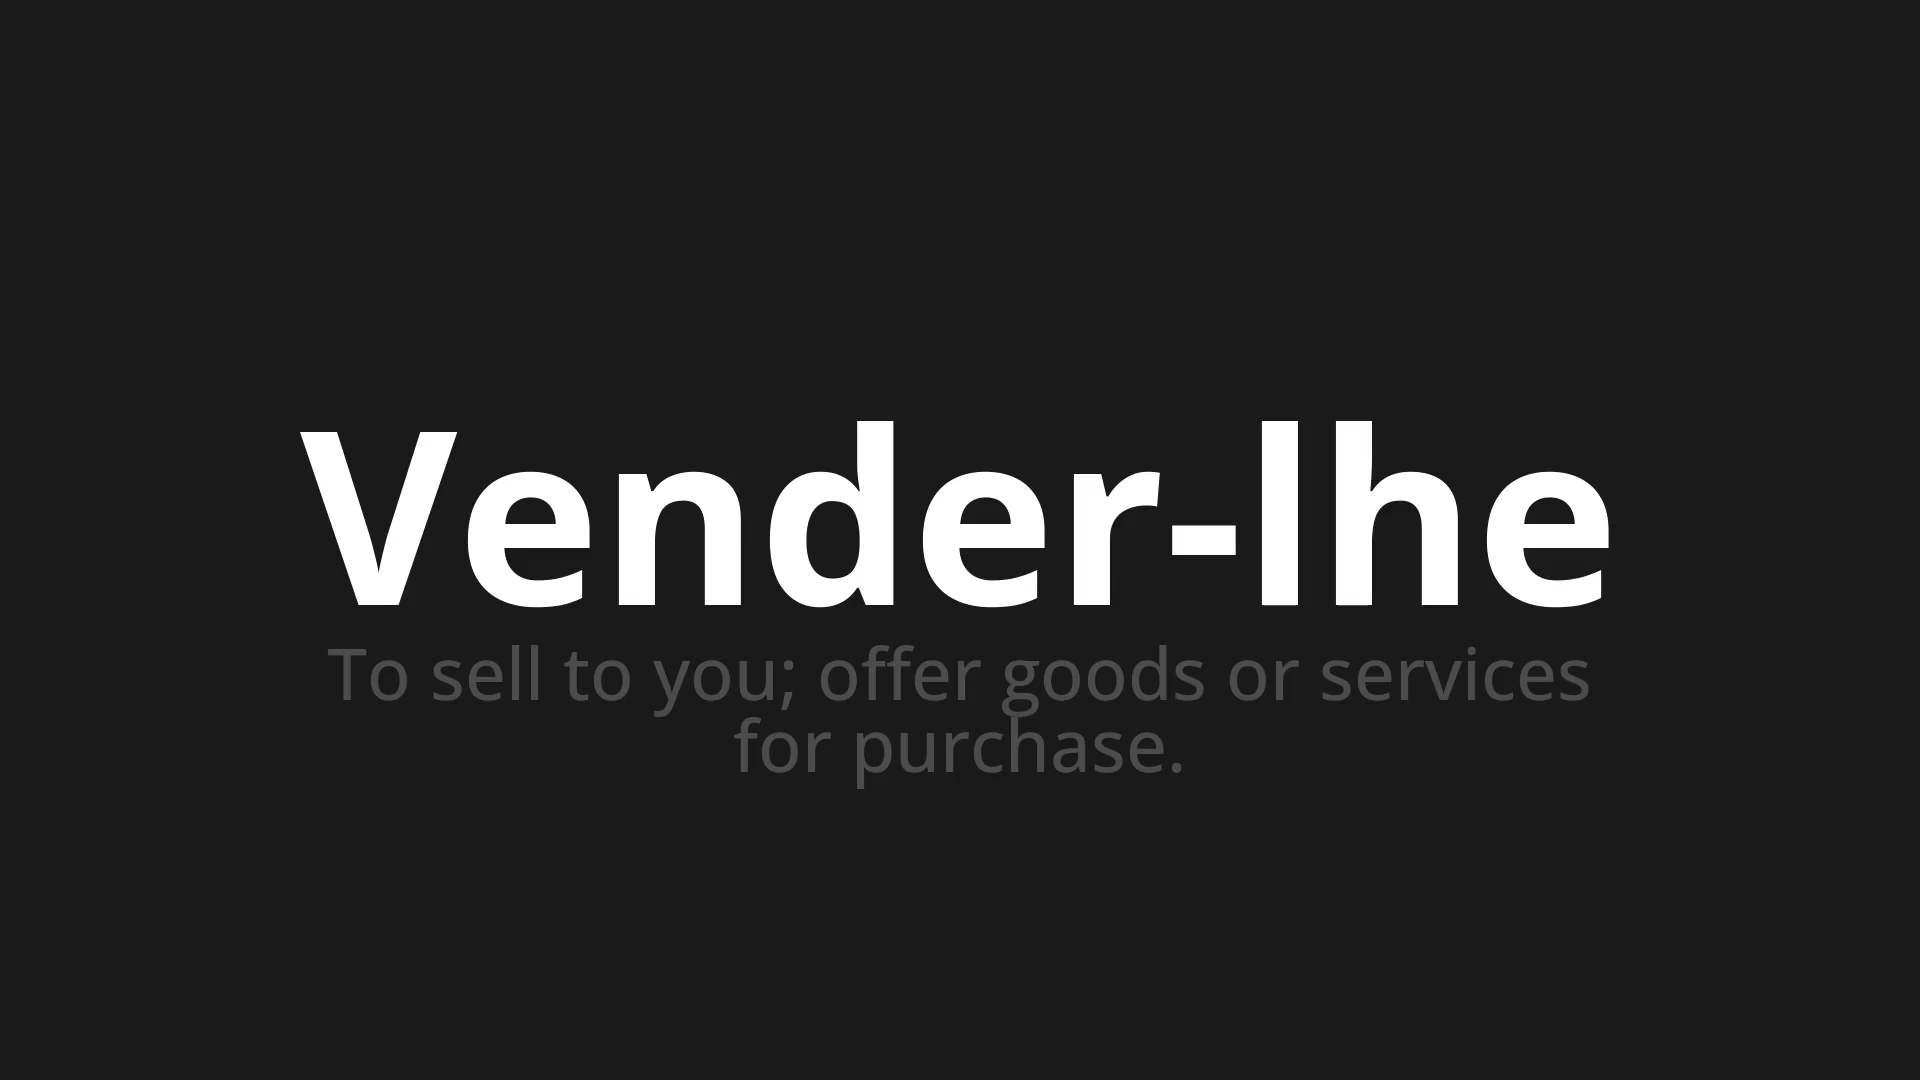 Vender-lhe
To sell to you; offer goods or services
for purchase.